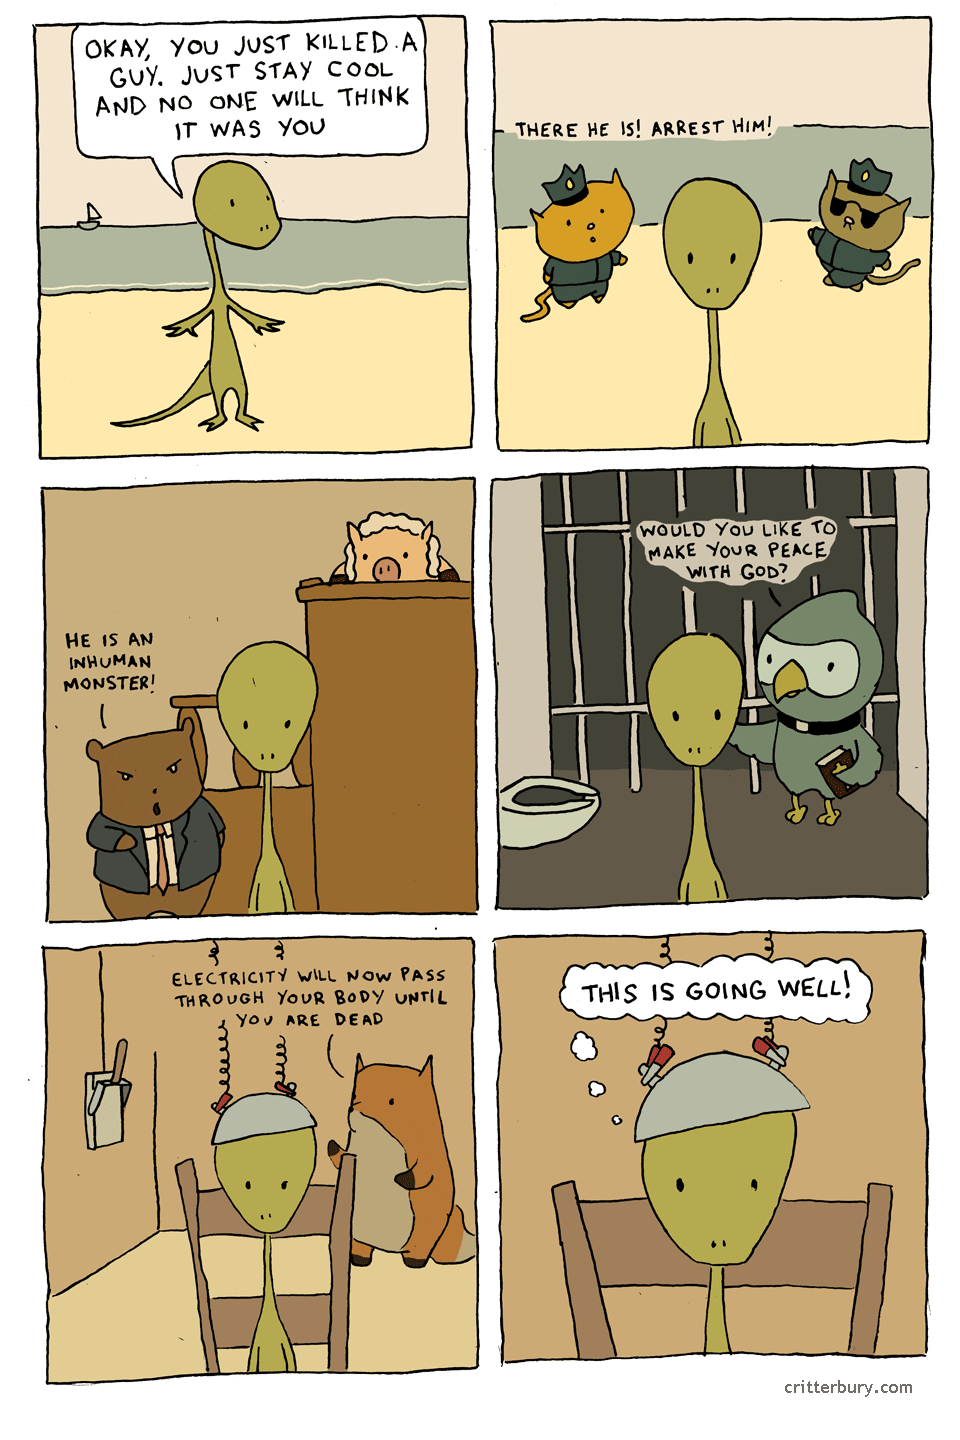 OKAY, YOU JUST KILLED A
GUY. JUST STAY COOL
AND NO ONE WILL THINK
IT WAS YOU
THERE HE IS! ARREST HIM!
HE IS AN
INHUMAN
MONSTER!
WOULD YOU LIKE TO
MAKE YOUR PEACE
WITH GOD?
ELECTRICITY WILL NOW PASS
THROUGH YOUR BODY UNTIL
YOU ARE DEAD
THIS IS GOING WELL!
critterbury.com